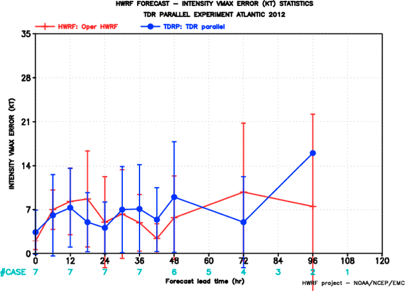 HWRF FORECAST – INTENSITY VMAX ERROR (KT) STATISTICS
TDR PARALLEL EXPERIMENT ATLANTIC 2012
HWRF: Oper HWRF TDRP: TDR parallel
INTENSITY VMAX ERROR (KT)
35
28
21
14
7
0
0 12 24 36 48 60 72 84 96 108 120
#CASE 7 7 7 7 6 5 4 3 2 1
Forecast lead time (hr)
HWRF project – NOAA/NCEP/EMC